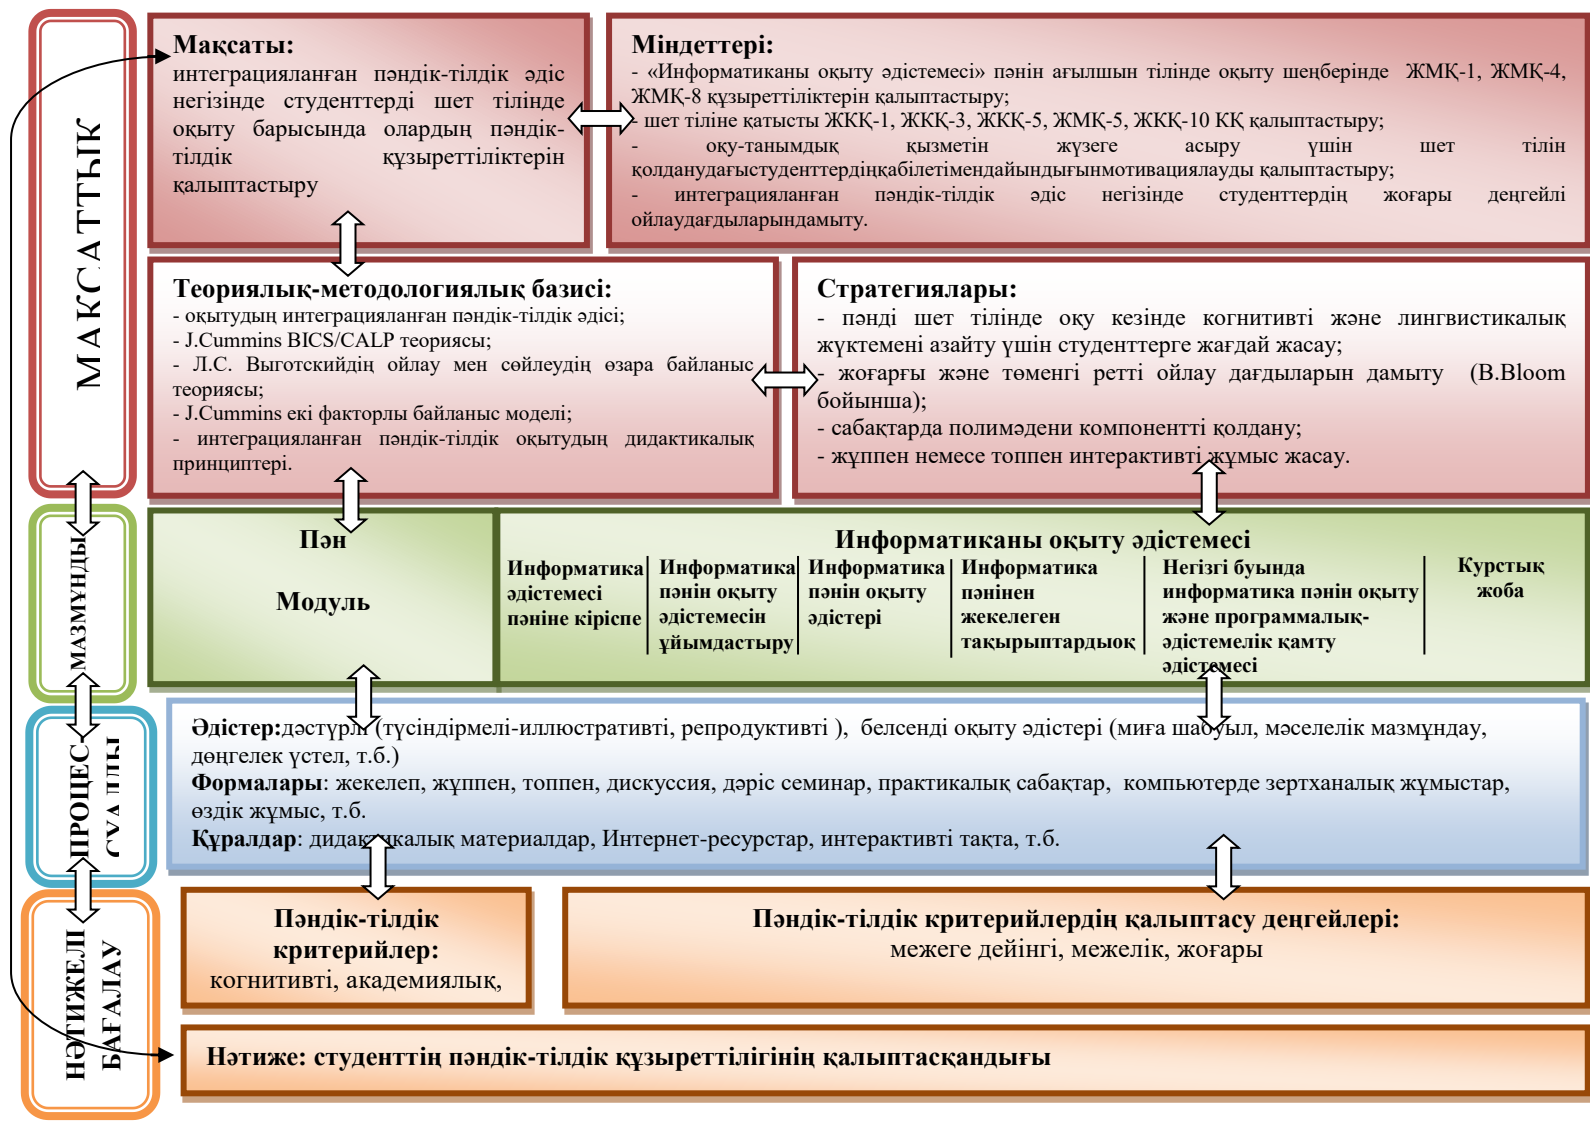 МАҚСАТТЫҚ
Мақсаты:
интеграцияланған пәндік-тілдік әдіс
негізінде студенттерді шет тілінде
оқыту барысында олардың пәндік-
тілдік құзыреттіліктерін
қалыптастыру
Міндеттері:
- «Информатиканы оқыту әдістемесі» пәнін ағылшын тілінде оқыту шеңберінде ЖМҚ-1, ЖМҚ-4,
ЖМҚ-8 құзыреттіліктерін қалыптастыру;
- шет тіліне қатысты ЖКҚ-1, ЖКҚ-3, ЖКҚ-5, ЖМҚ-5, ЖКҚ-10 КҚ қалыптастыру;
- оқу-танымдық қызметін жүзеге асыру үшін шет тілін
қолданудағыстуденттердіңқабілетімендайындығынмотивациялауды қалыптастыру;
- интеграцияланған пәндік-тілдік әдіс негізінде студенттердің жоғары деңгейлі
ойлаудағдыларындамыту.
Теориялық-методологиялық базисі:
- оқытудың интеграцияланған пәндік-тілдік әдісі;
- J.Cummins BICS/CALP теориясы;
- Л.С. Выготскийдің ойлау мен сөйлеудің өзара байланыс
теориясы;
- J.Cummins екі факторлы байланыс моделі;
- интеграцияланған пәндік-тілдік оқытудың дидактикалық
принциптері.
Стратегиялары:
- пәнді шет тілінде оқу кезінде когнитивті және лингвистикалық
жүктемені азайту үшін студенттерге жағдай жасау;
- жоғарғы және төменгі ретті ойлау дағдыларын дамыту (B.Bloom
бойынша);
- сабақтарда полимәдени компонентті қолдану;
- жұппен немесе топпен интерактивті жұмыс жасау.
МАЗМҰНДЫ
Пән
Модуль
Информатиканы оқыту әдістемесі
Информатика
әдістемесі
пәніне кіріспе
Информатика
пәнін оқыту
әдістемесін
ұйымдастыру
Информатика
пәнін оқыту
әдістері
Информатика
пәнінен
жекелеген
тақырыптардыоқ
Негізгі буында
информатика пәнін оқыту
және программалық-
әдістемелік қамту
әдістемесі
Курстық
жоба
ПРОЦЕС-
СУАЛДЫ
Әдістер:дәстүрлі (түсіндірмелі-иллюстративті, репродуктивті ), белсенді оқыту әдістері (миға шабуыл, мәселелік мазмұндау,
дөңгелек үстел, т.б.)
Формалары: жекелеп, жұппен, топпен, дискуссия, дәріс семинар, практикалық сабақтар, компьютерде зертханалық жұмыстар,
өздік жұмыс, т.б.
Құралдар: дидактикалық материалдар, Интернет-ресурстар, интерактивті тақта, т.б.
НӘТИЖЕЛІ
БАҒАЛАУ
Пәндік-тілдік
критерийлер:
когнитивті, академиялық,
Пәндік-тілдік критерийлердің қалыптасу деңгейлері:
межеге дейінгі, межелік, жоғары
Нәтиже: студенттің пәндік-тілдік құзыреттілігінің қалыптасқандығы